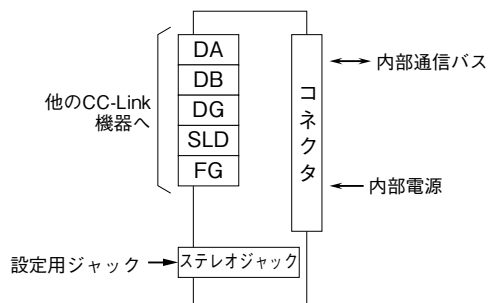 DA
DB
DG
SLD
FG
他のCC-Link
機器へ
コネクタ
内部通信バス
内部電源
設定用ジャック
ステレオジャック